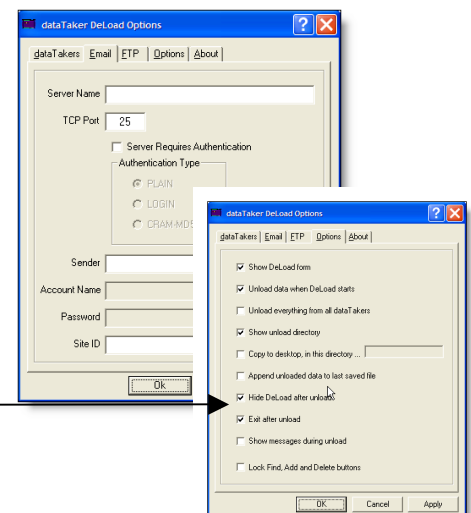 dataTaker DeLoad Options
dataTakers Email FTP Options About
Server Name
TCP Port 25
Server Requires Authentication
Authentication Type
PLAIN
LOGIN
CRAM-MD5
Sender
Account Name
Password
Site ID
Ok
dataTaker DeLoad Options
dataTakers Email FTP Options About
Show DeLoad form
Unload data when DeLoad starts
Unload everything from all dataTakers
Show unload directory
Copy to desktop, in this directory ...
Append unloaded data to last saved file
Hide DeLoad after unloads
Exit after unload
Show messages during unload
Lock Find, Add and Delete buttons
OK Cancel Apply